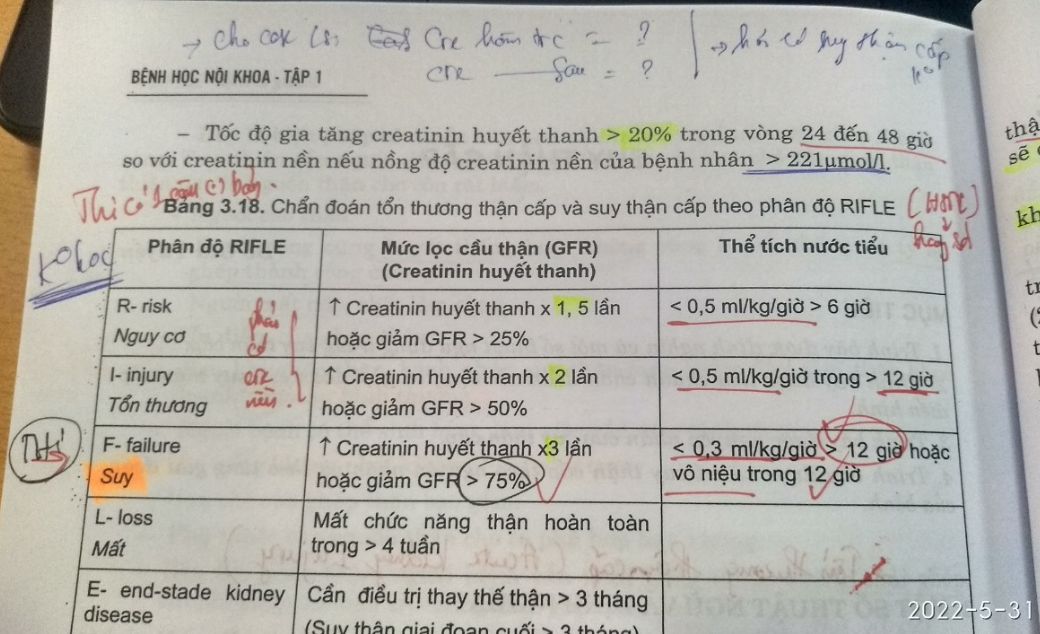 → cho cos Cre hôm trc = ? → hỏi có suy thận cấp ko
cre — Sau = ?
BỆNH HỌC NỘI KHOA - TẬP 1
– Tốc độ gia tăng creatinin huyết thanh > 20% trong vòng 24 đến 48 giờ
so với creatinin nền nếu nồng độ creatinin nền của bệnh nhân > 221µmol/l.
Thi có 1 câu
Bảng 3.18. Chẩn đoán tổn thương thận cấp và suy thận cấp theo phân độ RIFLE
Ko học
Phân độ RIFLE
Mức lọc cầu thận (GFR)
(Creatinin huyết thanh)
Thể tích nước tiểu
R- risk
Nguy cơ
phải
có
cre
nền
↑ Creatinin huyết thanh x 1, 5 lần
hoặc giảm GFR > 25%
< 0,5 ml/kg/giờ > 6 giờ
I- injury
Tổn thương
↑ Creatinin huyết thanh x 2 lần
hoặc giảm GFR > 50%
< 0,5 ml/kg/giờ trong > 12 giờ
Thi
F- failure
Suy
↑ Creatinin huyết thanh x3 lần
hoặc giảm GFR > 75%
< 0,3 ml/kg/giờ > 12 giờ hoặc
vô niệu trong 12 giờ
L- loss
Mất
Mất chức năng thận hoàn toàn
trong > 4 tuần
E- end-stade kidney
disease
Cần điều trị thay thế thận > 3 tháng
(Suy thận giai đoạn cuối > 3 tháng)
thậ
sẽ
kh
2022-5-31